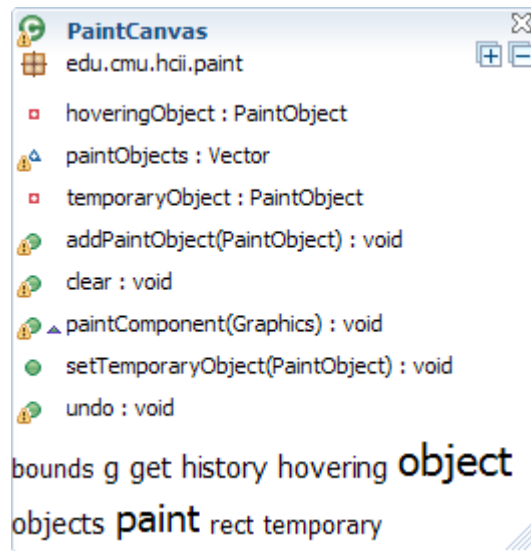 PaintCanvas
edu.cmu.hcii.paint
hoveringObject : PaintObject
paintObjects : Vector
temporaryObject : PaintObject
addPaintObject(PaintObject) : void
clear : void
paintComponent(Graphics) : void
setTemporaryObject(PaintObject) : void
undo : void
bounds g get history hovering object
objects paint rect temporary